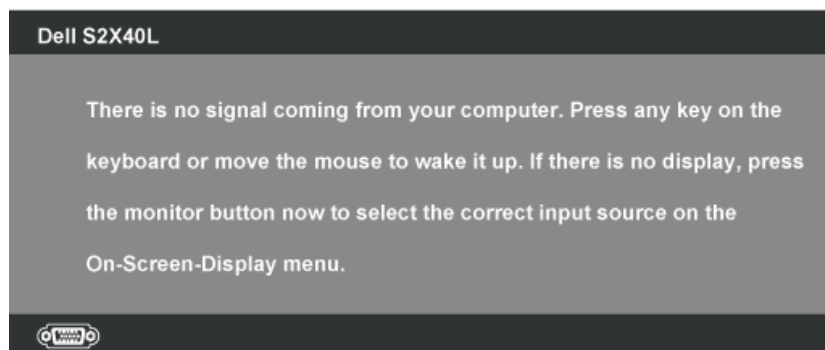 Dell S2X40L
There is no signal coming from your computer. Press any key on the
keyboard or move the mouse to wake it up. If there is no display, press
the monitor button now to select the correct input source on the
On-Screen-Display menu.